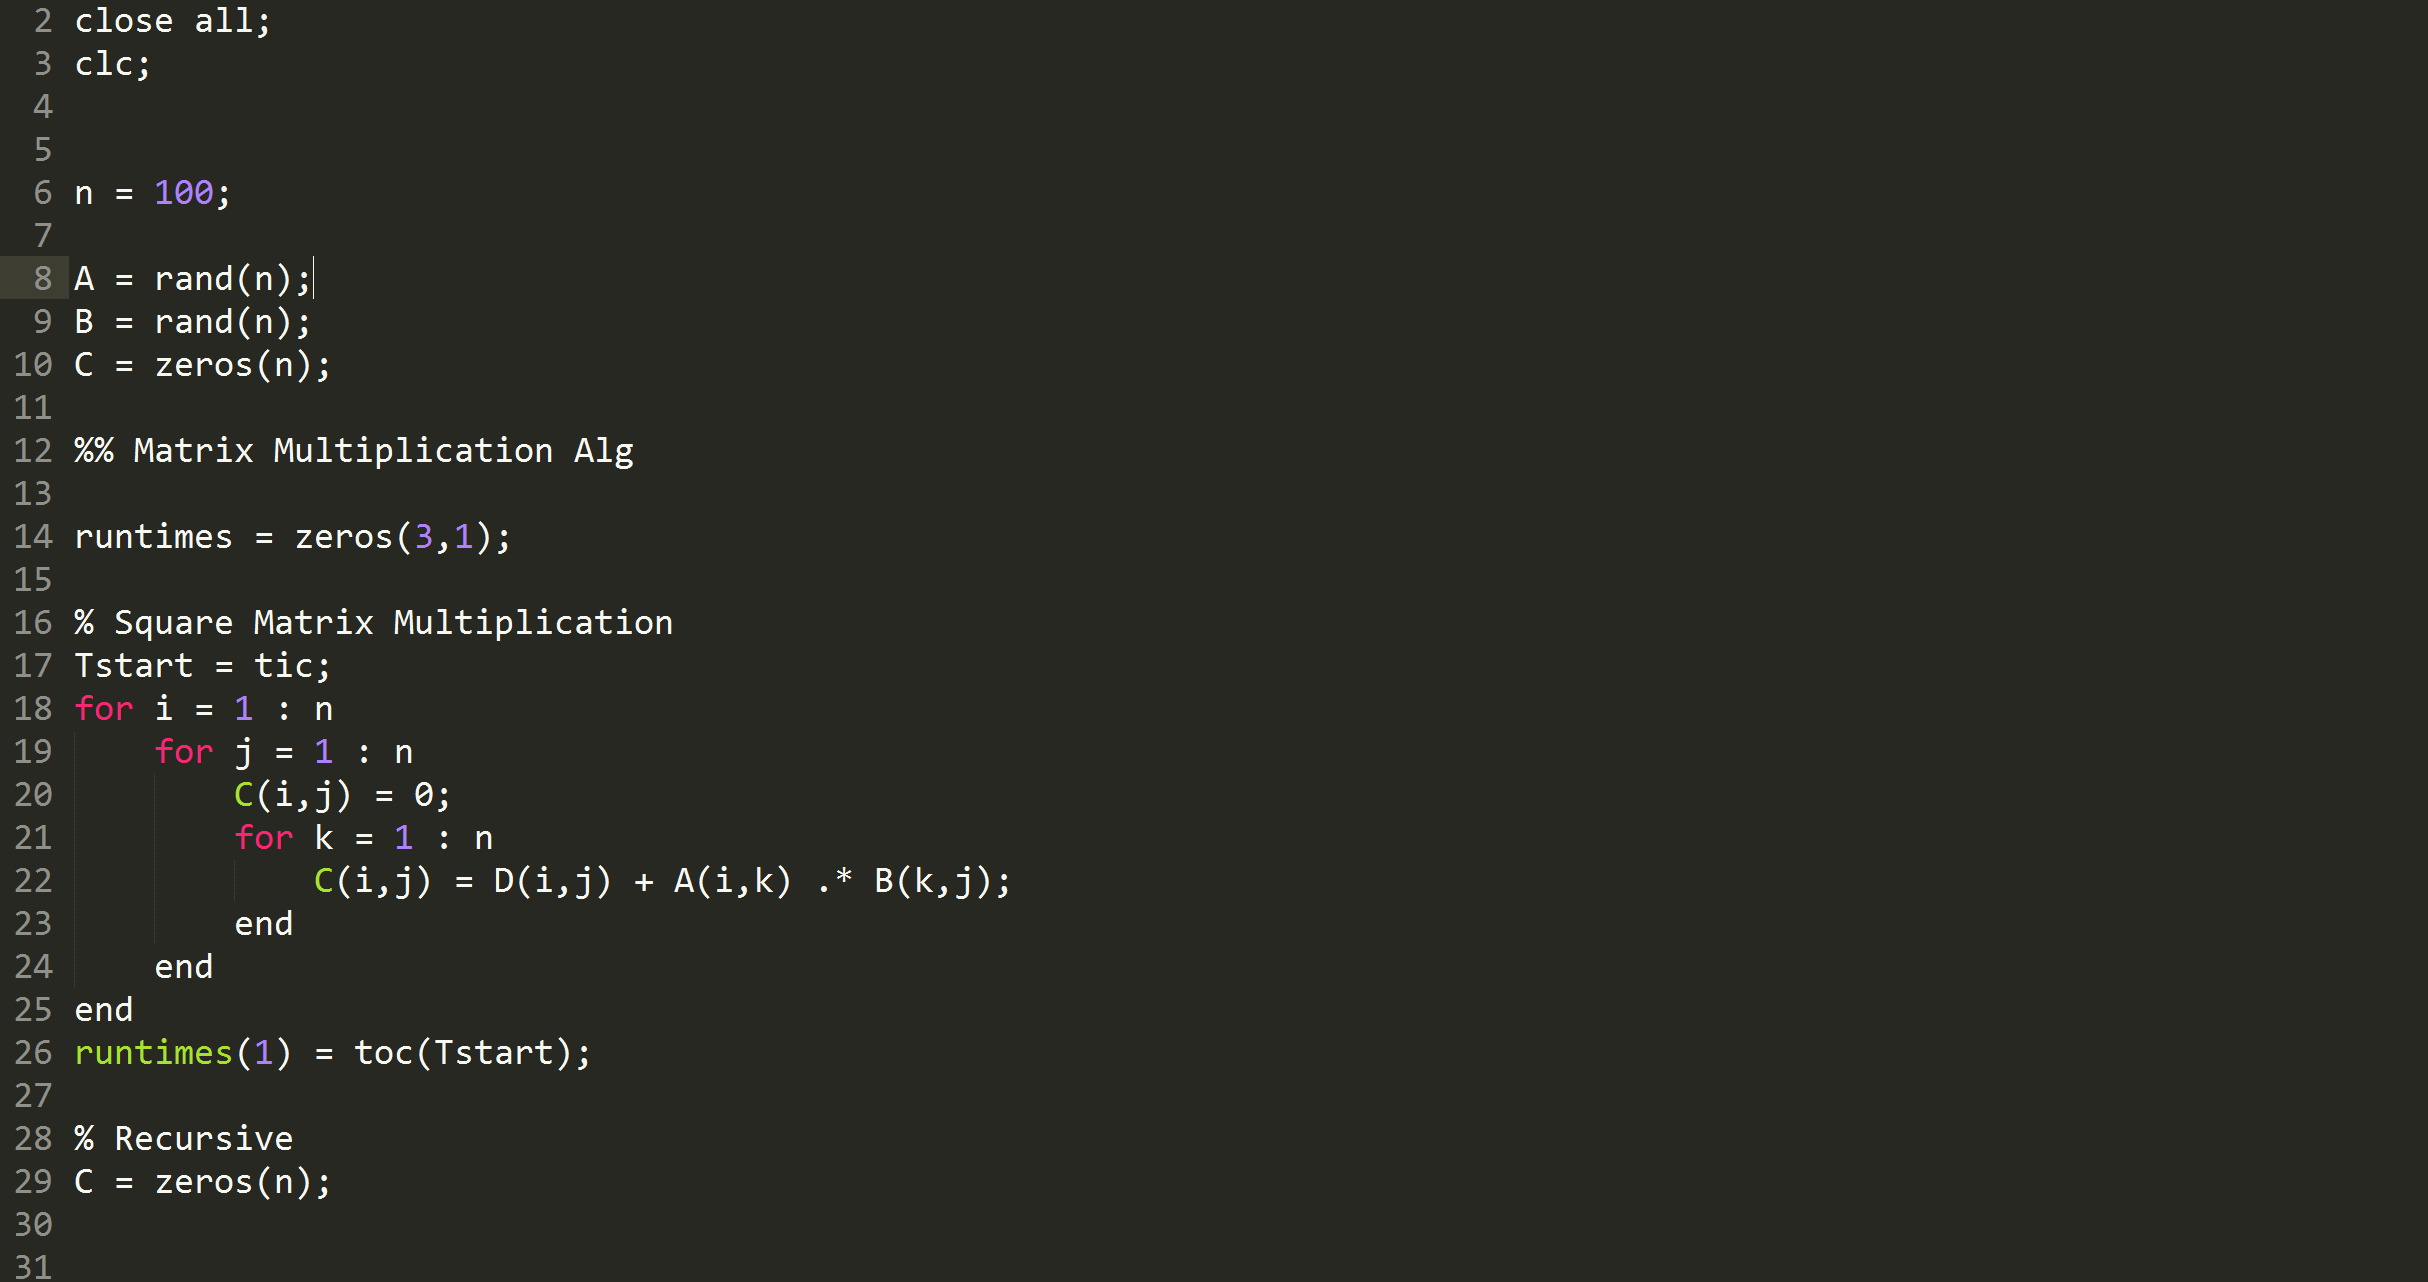 2 close all;
3 clc;
4
5
6 n = 100;
7
8 A = rand(n);
9 B = rand(n);
10 C = zeros(n);
11
12 %% Matrix Multiplication Alg
13
14 runtimes = zeros(3,1);
15
16 % Square Matrix Multiplication
17 Tstart = tic;
18 for i = 1 : n
19     for j = 1 : n
20         C(i,j) = 0;
21         for k = 1 : n
22             C(i,j) = D(i,j) + A(i,k) .* B(k,j);
23         end
24     end
25 end
26 runtimes(1) = toc(Tstart);
27
28 % Recursive
29 C = zeros(n);
30
31